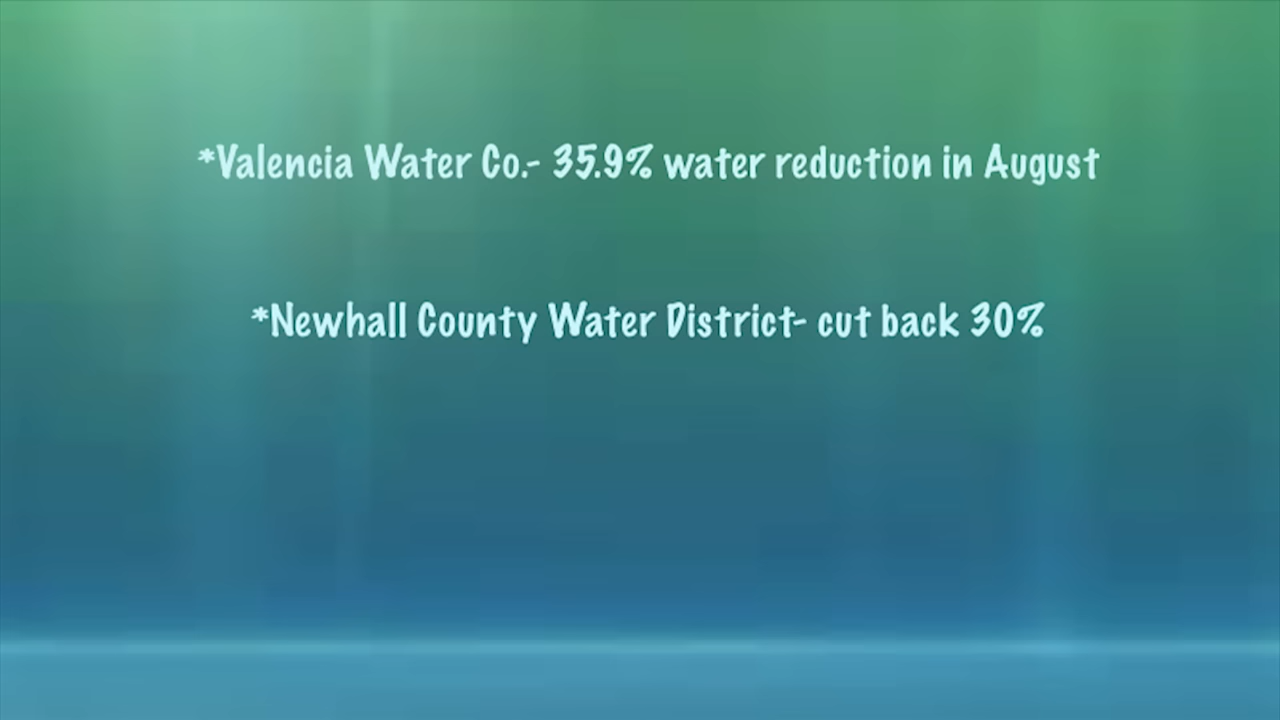 *Valencia Water Co.- 35.9% water reduction in August
*Newhall County Water District- cut back 30%